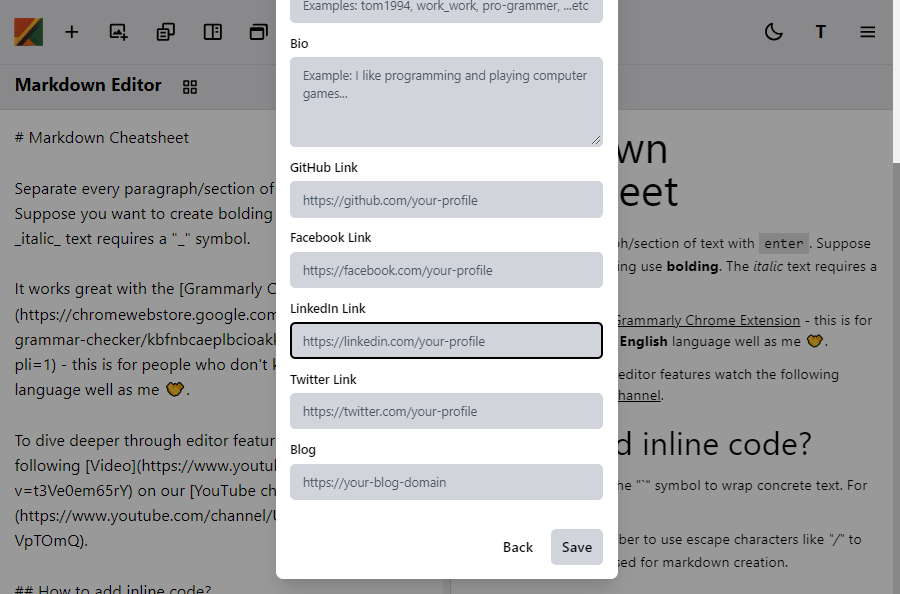 T
Markdown Editor
# Markdown Cheatsheet
Separate every paragraph/section of
Suppose you want to create bolding
_italic_ text requires a "_" symbol.
It works great with the [Grammarly C
(https://chromewebstore.google.com
grammar-checker/kbfnbcaeplbcioakk
pli=1) - this is for people who don't k
language well as me
.
To dive deeper through editor featur
following [Video](https://www.youtub
v=t3Ve0em65rY) on our [YouTube ch
(https://www.youtube.com/channel/U
VpTOmQ).
## How to add inline code?
Examples: tom1994, work_work, pro-grammer, ...etc
Bio
Example: I like programming and playing computer
games...
GitHub Link
https://github.com/your-profile
Facebook Link
https://facebook.com/your-profile
LinkedIn Link
https://linkedin.com/your-profile
Twitter Link
https://twitter.com/your-profile
Blog
https://your-blog-domain
Back
Save
wn
eet
ph/section of text with enter. Suppose
ing use bolding. The italic text requires a
Grammarly Chrome Extension - this is for
English language well as me
.
editor features watch the following
hannel.
d inline code?
he "`" symbol to wrap concrete text. For
ber to use escape characters like "/" to
sed for markdown creation.